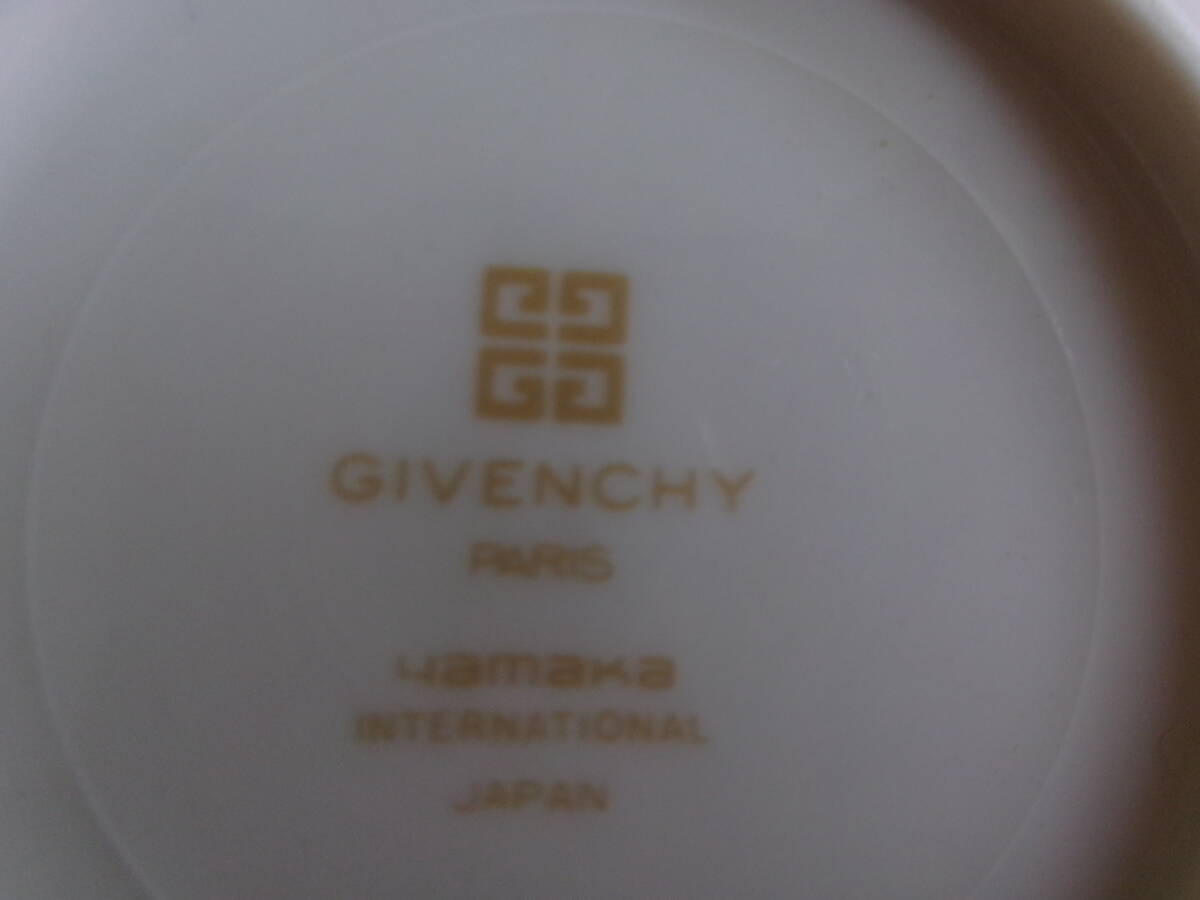 GIVENCHY
PARIS
yamaka
INTERNATIONAL
JAPAN